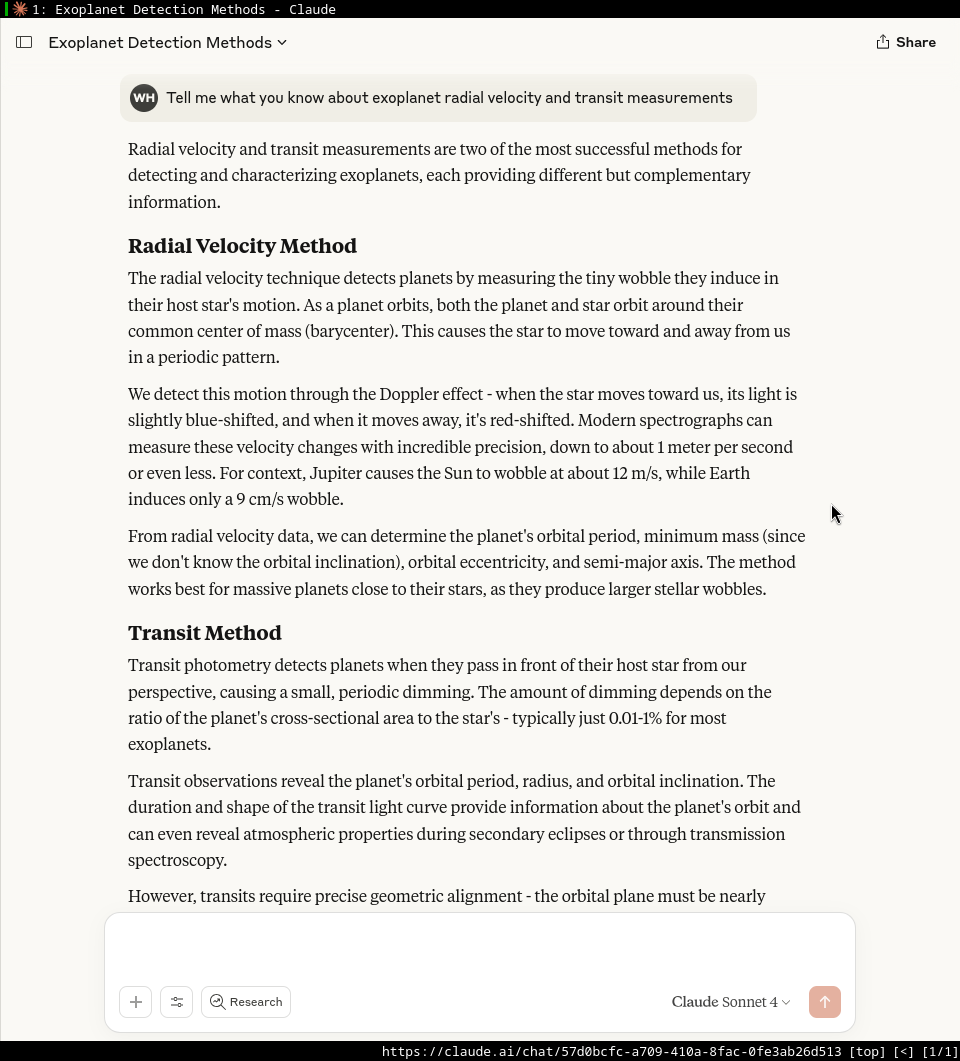 1: Exoplanet Detection Methods - Claude
Exoplanet Detection Methods
Share
WH
Tell me what you know about exoplanet radial velocity and transit measurements
Radial velocity and transit measurements are two of the most successful methods for
detecting and characterizing exoplanets, each providing different but complementary
information.
Radial Velocity Method
The radial velocity technique detects planets by measuring the tiny wobble they induce in
their host star's motion. As a planet orbits, both the planet and star orbit around their
common center of mass (barycenter). This causes the star to move toward and away from us
in a periodic pattern.
We detect this motion through the Doppler effect - when the star moves toward us, its light is
slightly blue-shifted, and when it moves away, it's red-shifted. Modern spectrographs can
measure these velocity changes with incredible precision, down to about 1 meter per second
or even less. For context, Jupiter causes the Sun to wobble at about 12 m/s, while Earth
induces only a 9 cm/s wobble.
From radial velocity data, we can determine the planet's orbital period, minimum mass (since
we don't know the orbital inclination), orbital eccentricity, and semi-major axis. The method
works best for massive planets close to their stars, as they produce larger stellar wobbles.
Transit Method
Transit photometry detects planets when they pass in front of their host star from our
perspective, causing a small, periodic dimming. The amount of dimming depends on the
ratio of the planet's cross-sectional area to the star's - typically just 0.01-1% for most
exoplanets.
Transit observations reveal the planet's orbital period, radius, and orbital inclination. The
duration and shape of the transit light curve provide information about the planet's orbit and
can even reveal atmospheric properties during secondary eclipses or through transmission
spectroscopy.
However, transits require precise geometric alignment - the orbital plane must be nearly
Research
Claude Sonnet 4
https://claude.ai/chat/57d0bcfc-a709-410a-8fac-0fe3ab26d513 [top] [<] [1/1]